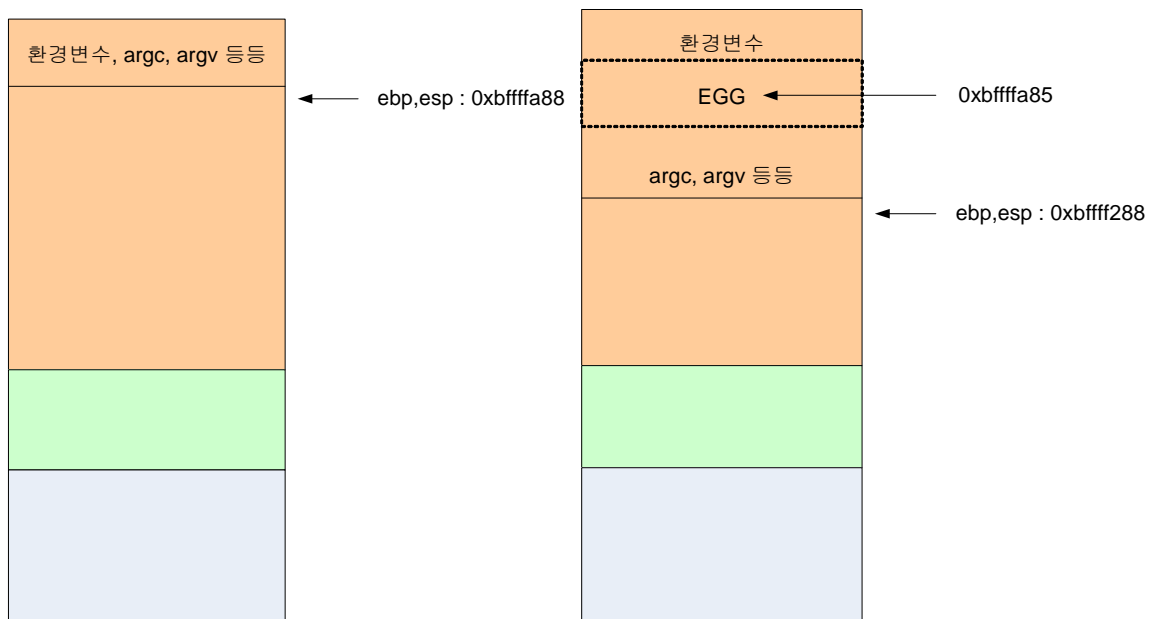 환경변수, argc, argv 등등
ebp,esp : 0xbffffa88
환경변수
EGG
0xbffffa85
argc, argv 등등
ebp,esp : 0xbffff288